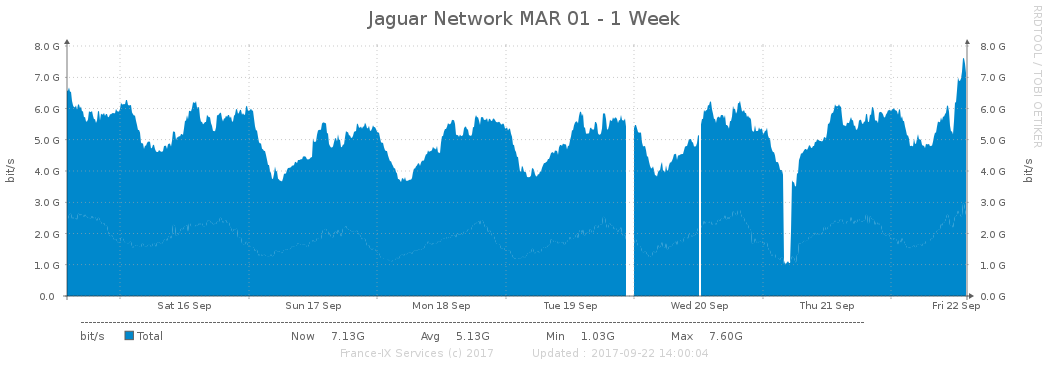 Jaguar Network MAR 01 - 1 Week
RRDTOOL / TOBI OETIKER
bit/s
8.0 G 8.0 G
7.0 G 7.0 G
6.0 G 6.0 G
5.0 G 5.0 G
4.0 G 4.0 G
3.0 G 3.0 G
2.0 G 2.0 G
1.0 G 1.0 G
0.0 0.0 G
bit/s
Sat 16 Sep Sun 17 Sep Mon 18 Sep Tue 19 Sep Wed 20 Sep Thu 21 Sep Fri 22 Sep
bit/s Total Now 7.13G Avg 5.13G Min 1.03G Max 7.60G
France-IX Services (c) 2017 Updated : 2017-09-22 14:00:04